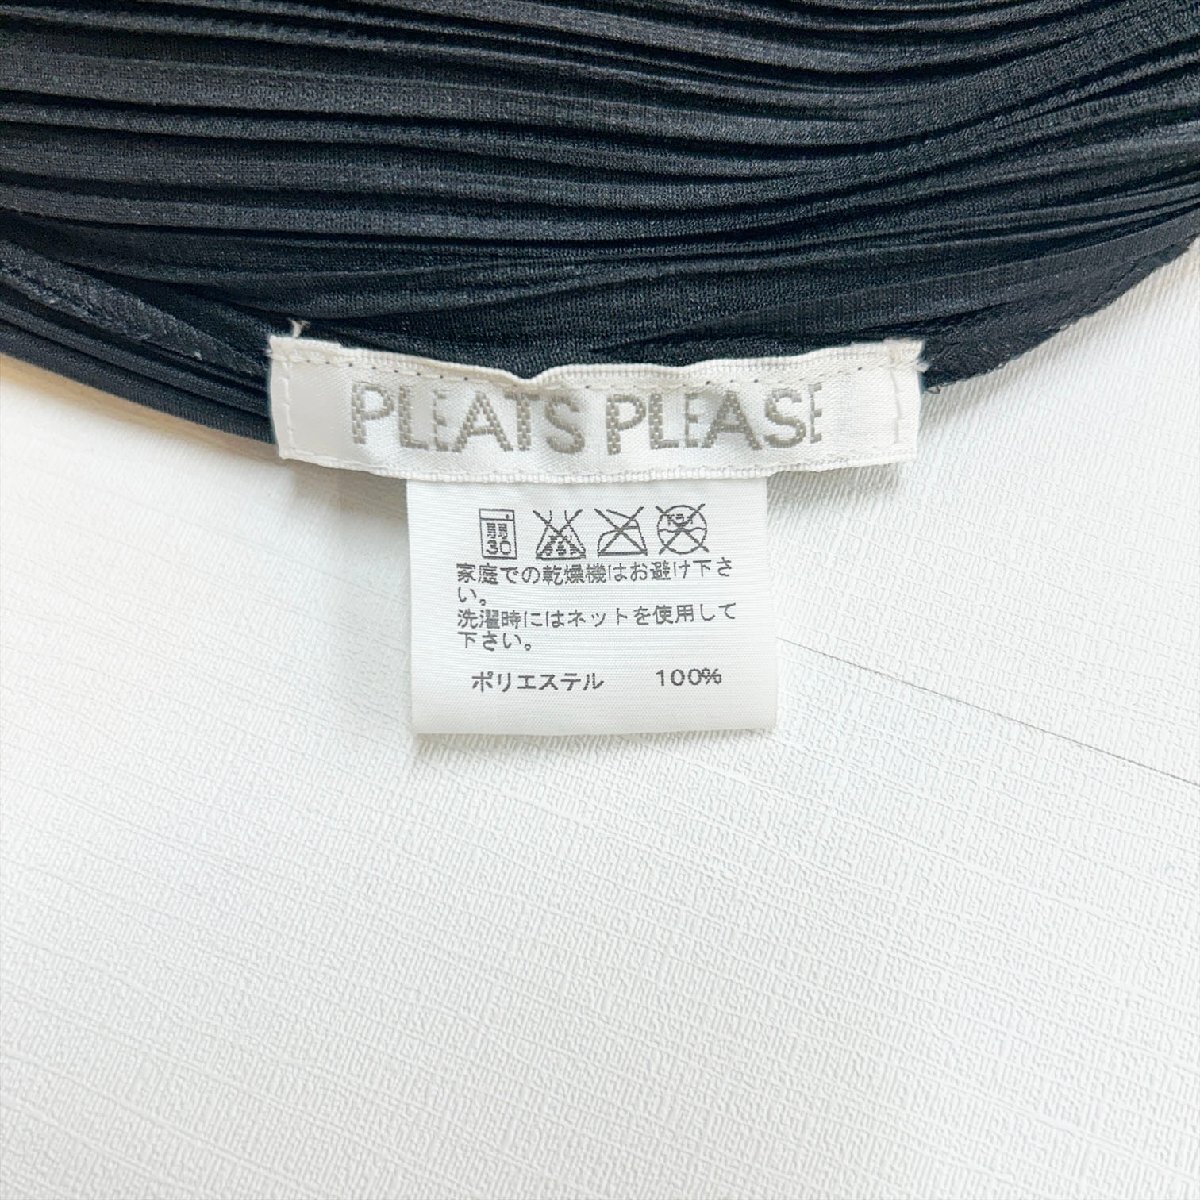 PLEATS PLEASE
弱
30
家庭での乾燥機はお避け下さ
い。
洗濯時にはネットを使用して
下さい。
ポリエステル 100%